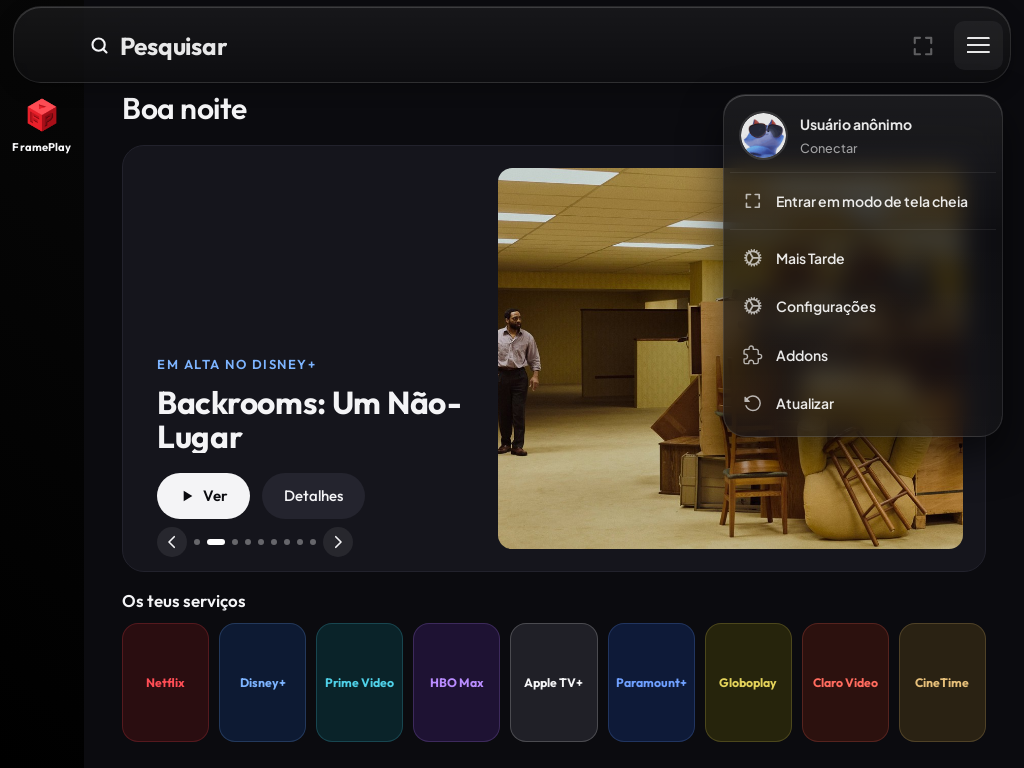 Pesquisar
FramePlay
Boa noite
Usuário anônimo
Conectar
Entrar em modo de tela cheia
Mais Tarde
Configurações
Addons
Atualizar
EM ALTA NO DISNEY+
Backrooms: Um Não-
Lugar
Ver
Detalhes
Os teus serviços
Netflix
Disney+
Prime Video
HBO Max
Apple TV+
Paramount+
Globoplay
Claro Video
CineTime